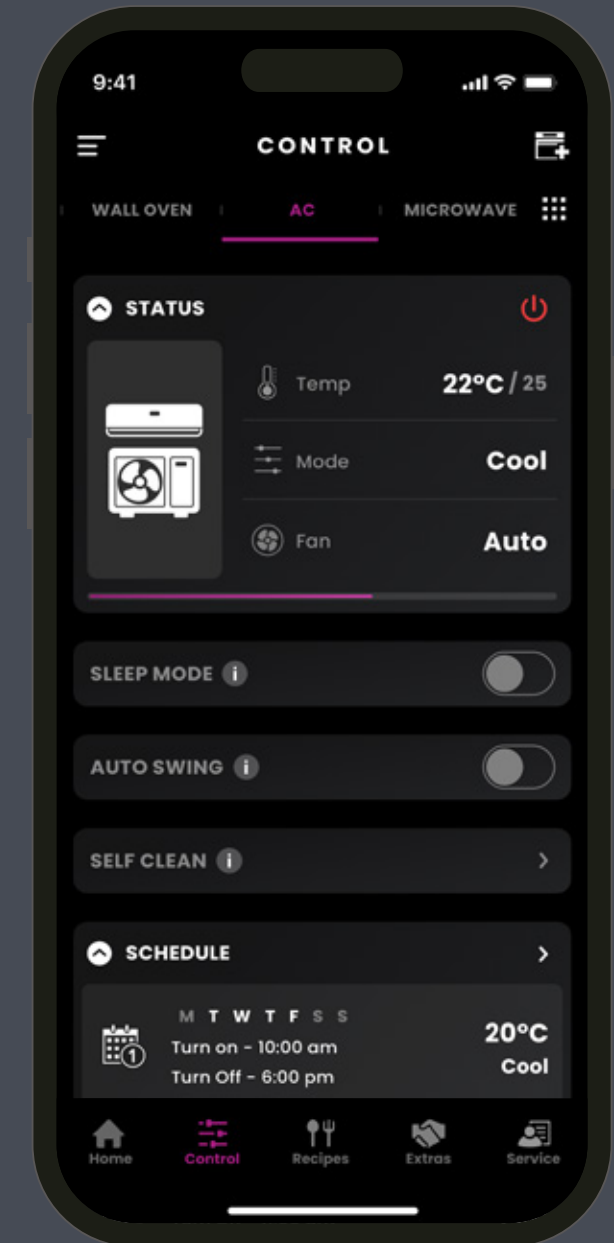 9:41
CONTROL
WALL OVEN
AC
MICROWAVE
STATUS
Temp 22°C / 25
Mode Cool
Fan Auto
SLEEP MODE i
AUTO SWING i
SELF CLEAN i
SCHEDULE
M T W T F S S
1
Turn on - 10:00 am
Turn Off - 6:00 pm
20°C
Cool
Home
Control
Recipes
Extras
Service